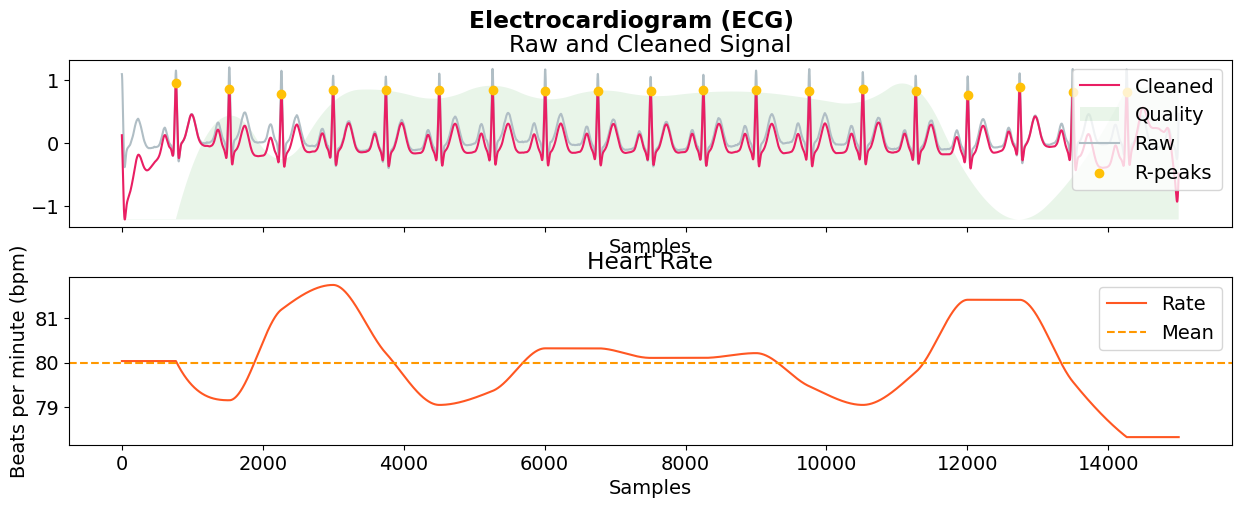 Electrocardiogram (ECG)
Raw and Cleaned Signal
1
0
−1
Cleaned
Quality
Raw
R-peaks
Samples
Heart Rate
Beats per minute (bpm)
81
80
79
Rate
Mean
0 2000 4000 6000 8000 10000 12000 14000
Samples